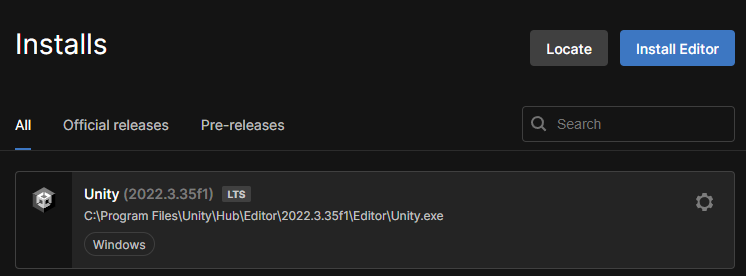 Installs
Locate
Install Editor
All
Official releases
Pre-releases
Search
Unity (2022.3.35f1) LTS
C:\Program Files\Unity\Hub\Editor\2022.3.35f1\Editor\Unity.exe
Windows